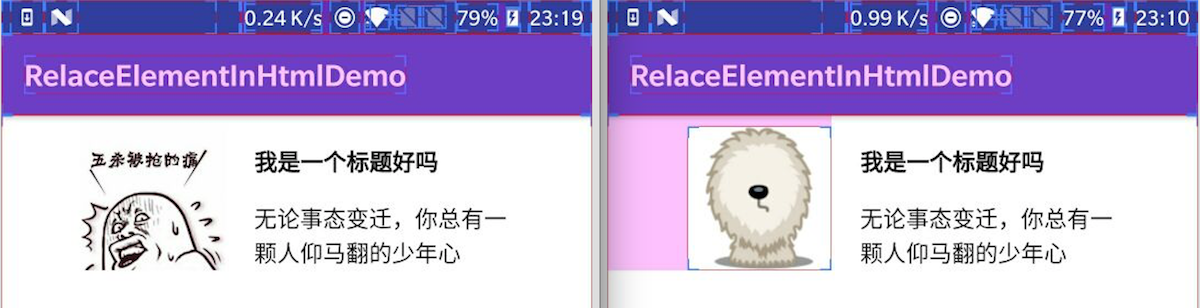 0.24 K/s 79% 23:19
RelaceElementInHtmlDemo
五杀被抢的痛
我是一个标题好吗
无论事态变迁，你总有一
颗人仰马翻的少年心
0.99 K/s 77% 23:10
RelaceElementInHtmlDemo
我是一个标题好吗
无论事态变迁，你总有一
颗人仰马翻的少年心